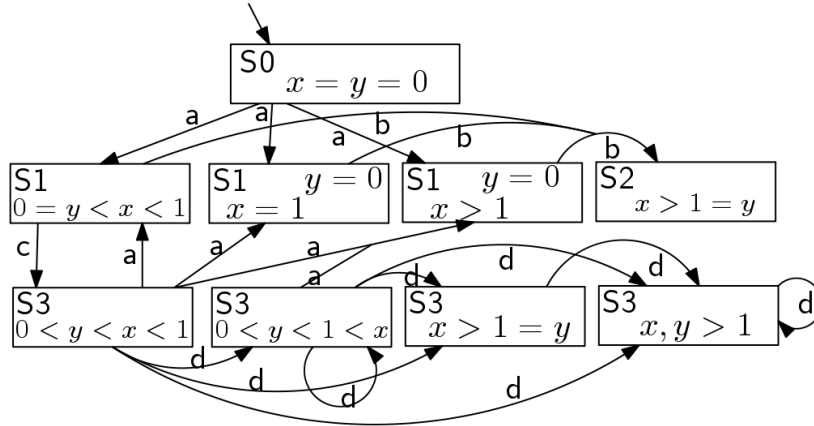 S0
x = y = 0
a
a
a
b
b
b
S1
0 = y < x < 1
S1
y = 0
x = 1
S1
y = 0
x > 1
S2
x > 1 = y
c
a
a
a
a
d
d
d
d
S3
0 < y < x < 1
S3
0 < y < 1 < x
S3
x > 1 = y
S3
x, y > 1
d
d
d
d